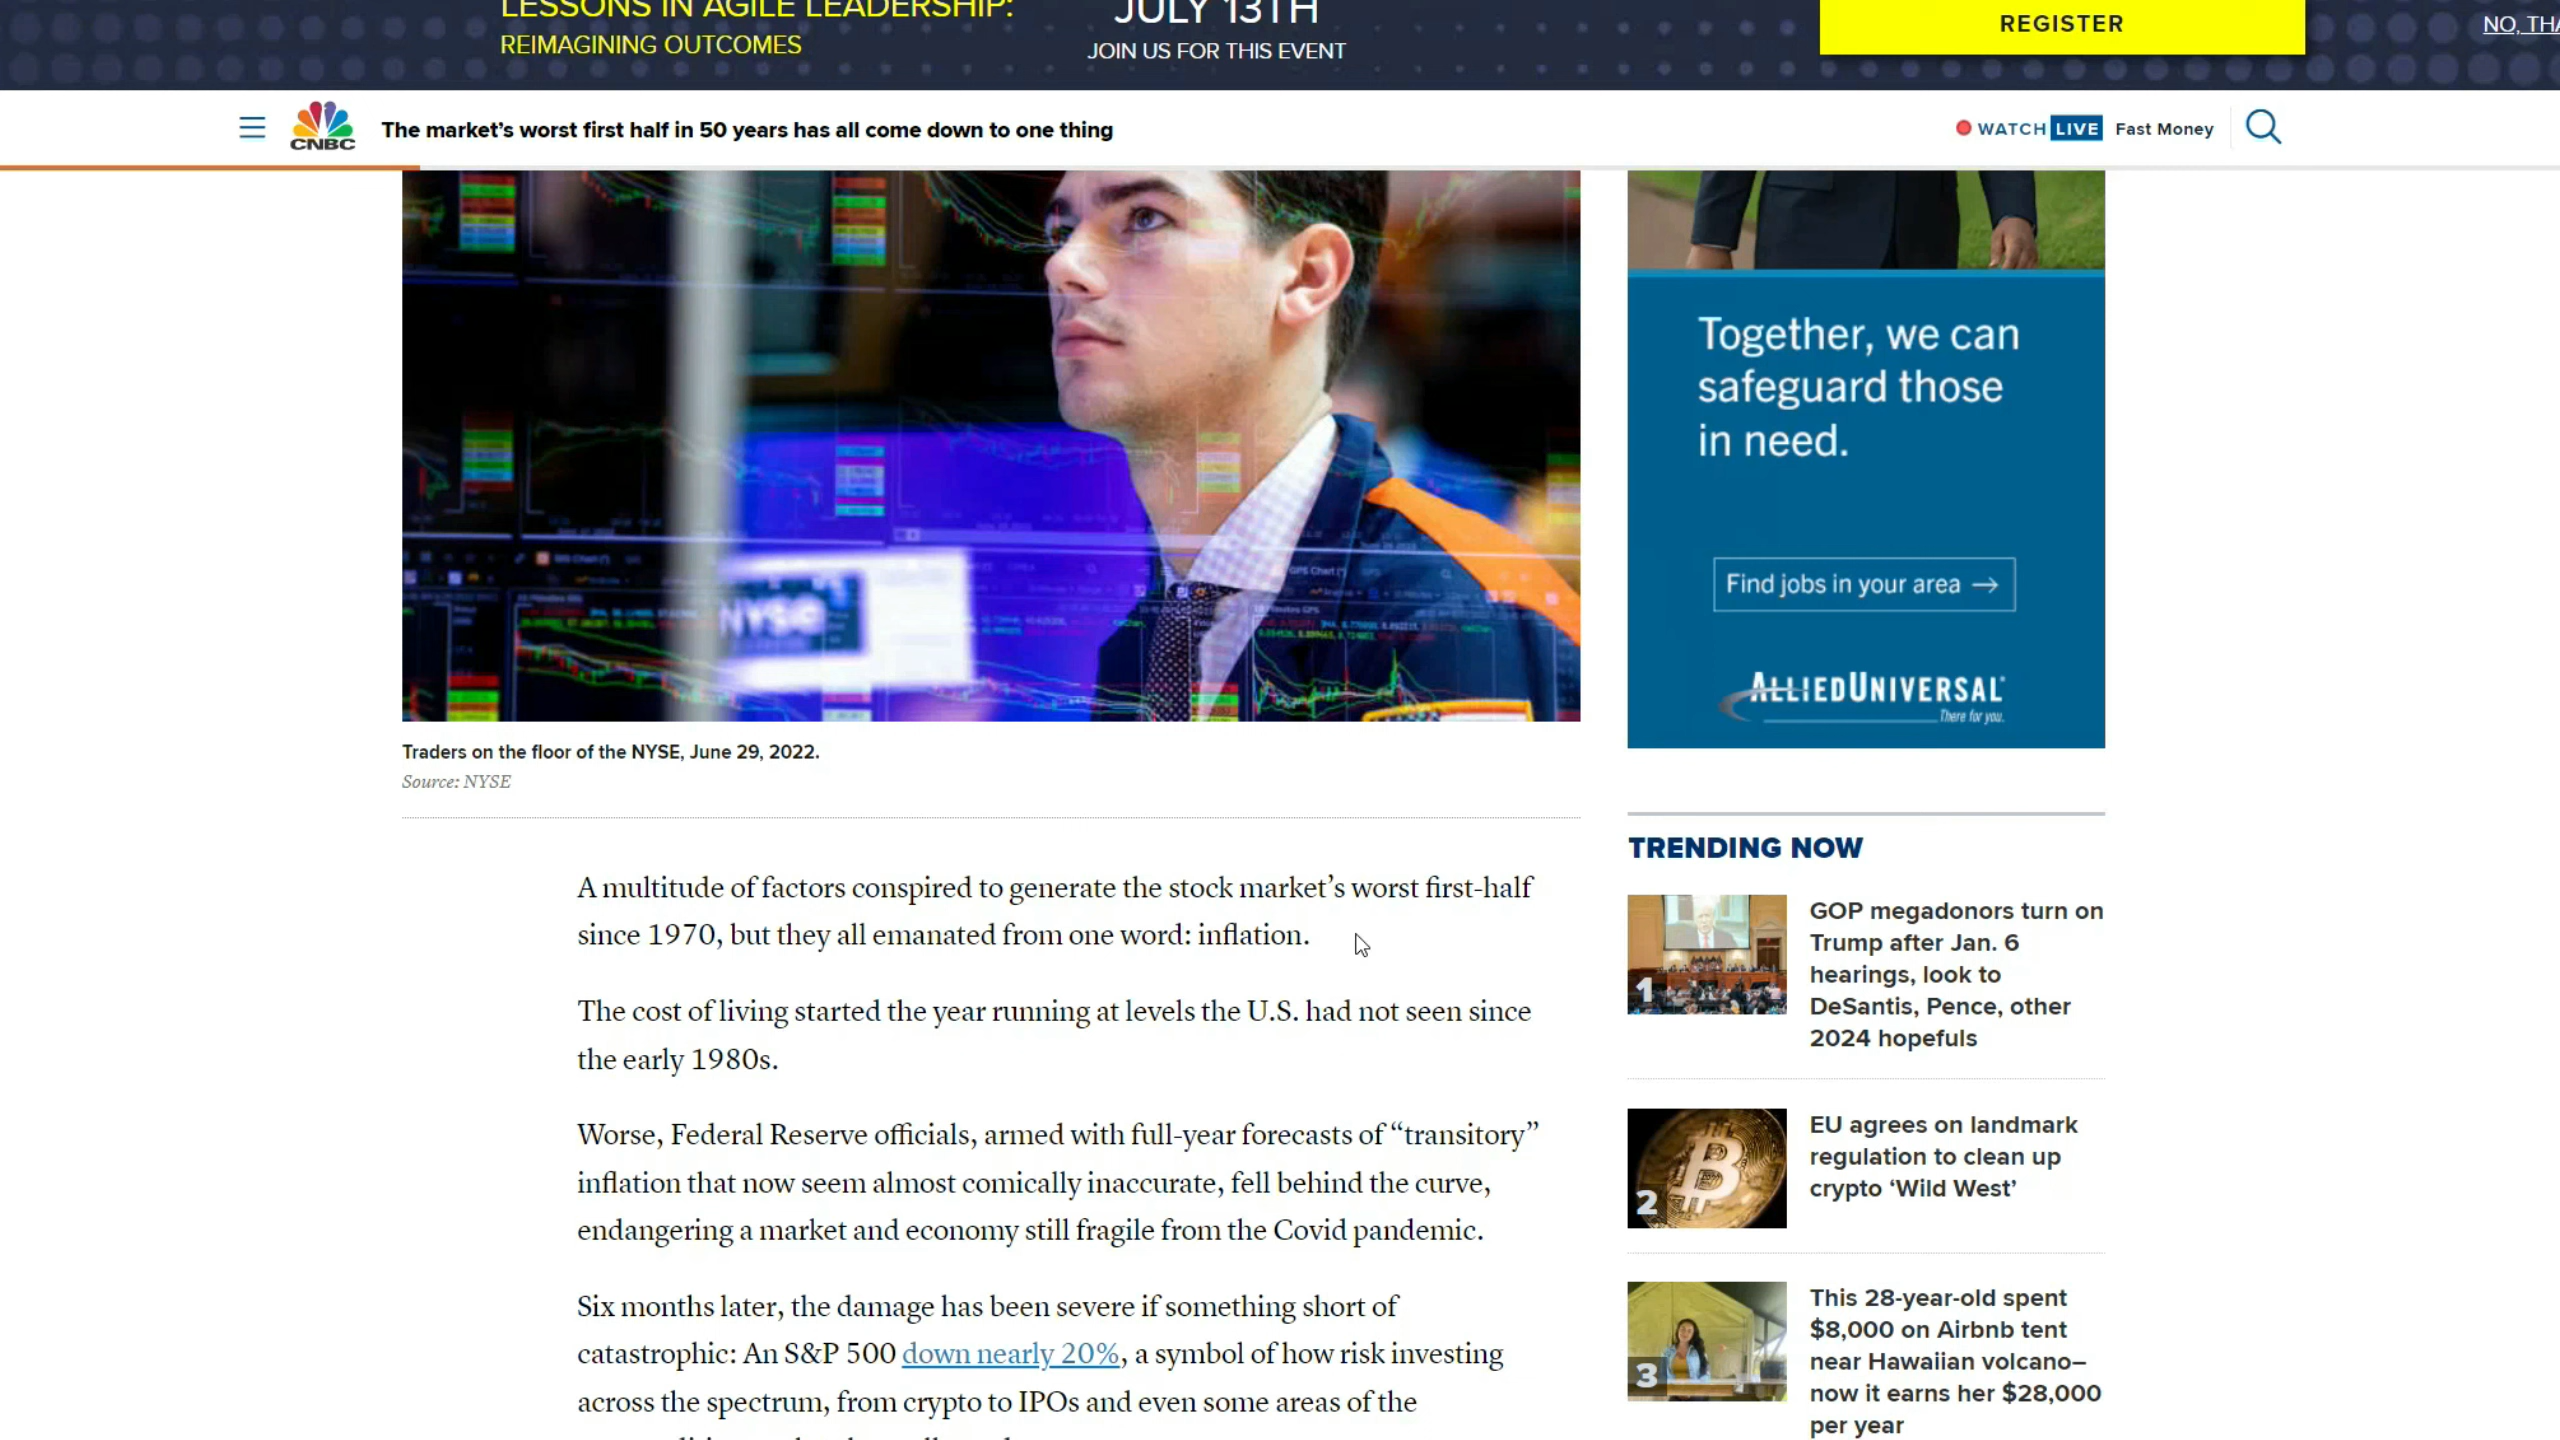 LESSONS IN AGILE LEADERSHIP:
REIMAGINING OUTCOMES
JULY 13TH
JOIN US FOR THIS EVENT
REGISTER
NO, THA
CNBC
The market's worst first half in 50 years has all come down to one thing
WATCH LIVE Fast Money
NYSE
Together, we can
safeguard those
in need.
Find jobs in your area →
ALLIEDUNIVERSAL
There for you.
Traders on the floor of the NYSE, June 29, 2022.
Source: NYSE
A multitude of factors conspired to generate the stock market's worst first-half
since 1970, but they all emanated from one word: inflation.
The cost of living started the year running at levels the U.S. had not seen since
the early 1980s.
Worse, Federal Reserve officials, armed with full-year forecasts of “transitory”
inflation that now seem almost comically inaccurate, fell behind the curve,
endangering a market and economy still fragile from the Covid pandemic.
Six months later, the damage has been severe if something short of
catastrophic: An S&P 500 down nearly 20%, a symbol of how risk investing
across the spectrum, from crypto to IPOs and even some areas of the
TRENDING NOW
1
GOP megadonors turn on
Trump after Jan. 6
hearings, look to
DeSantis, Pence, other
2024 hopefuls
2
EU agrees on landmark
regulation to clean up
crypto ‘Wild West’
3
This 28-year-old spent
$8,000 on Airbnb tent
near Hawaiian volcano–
now it earns her $28,000
per year